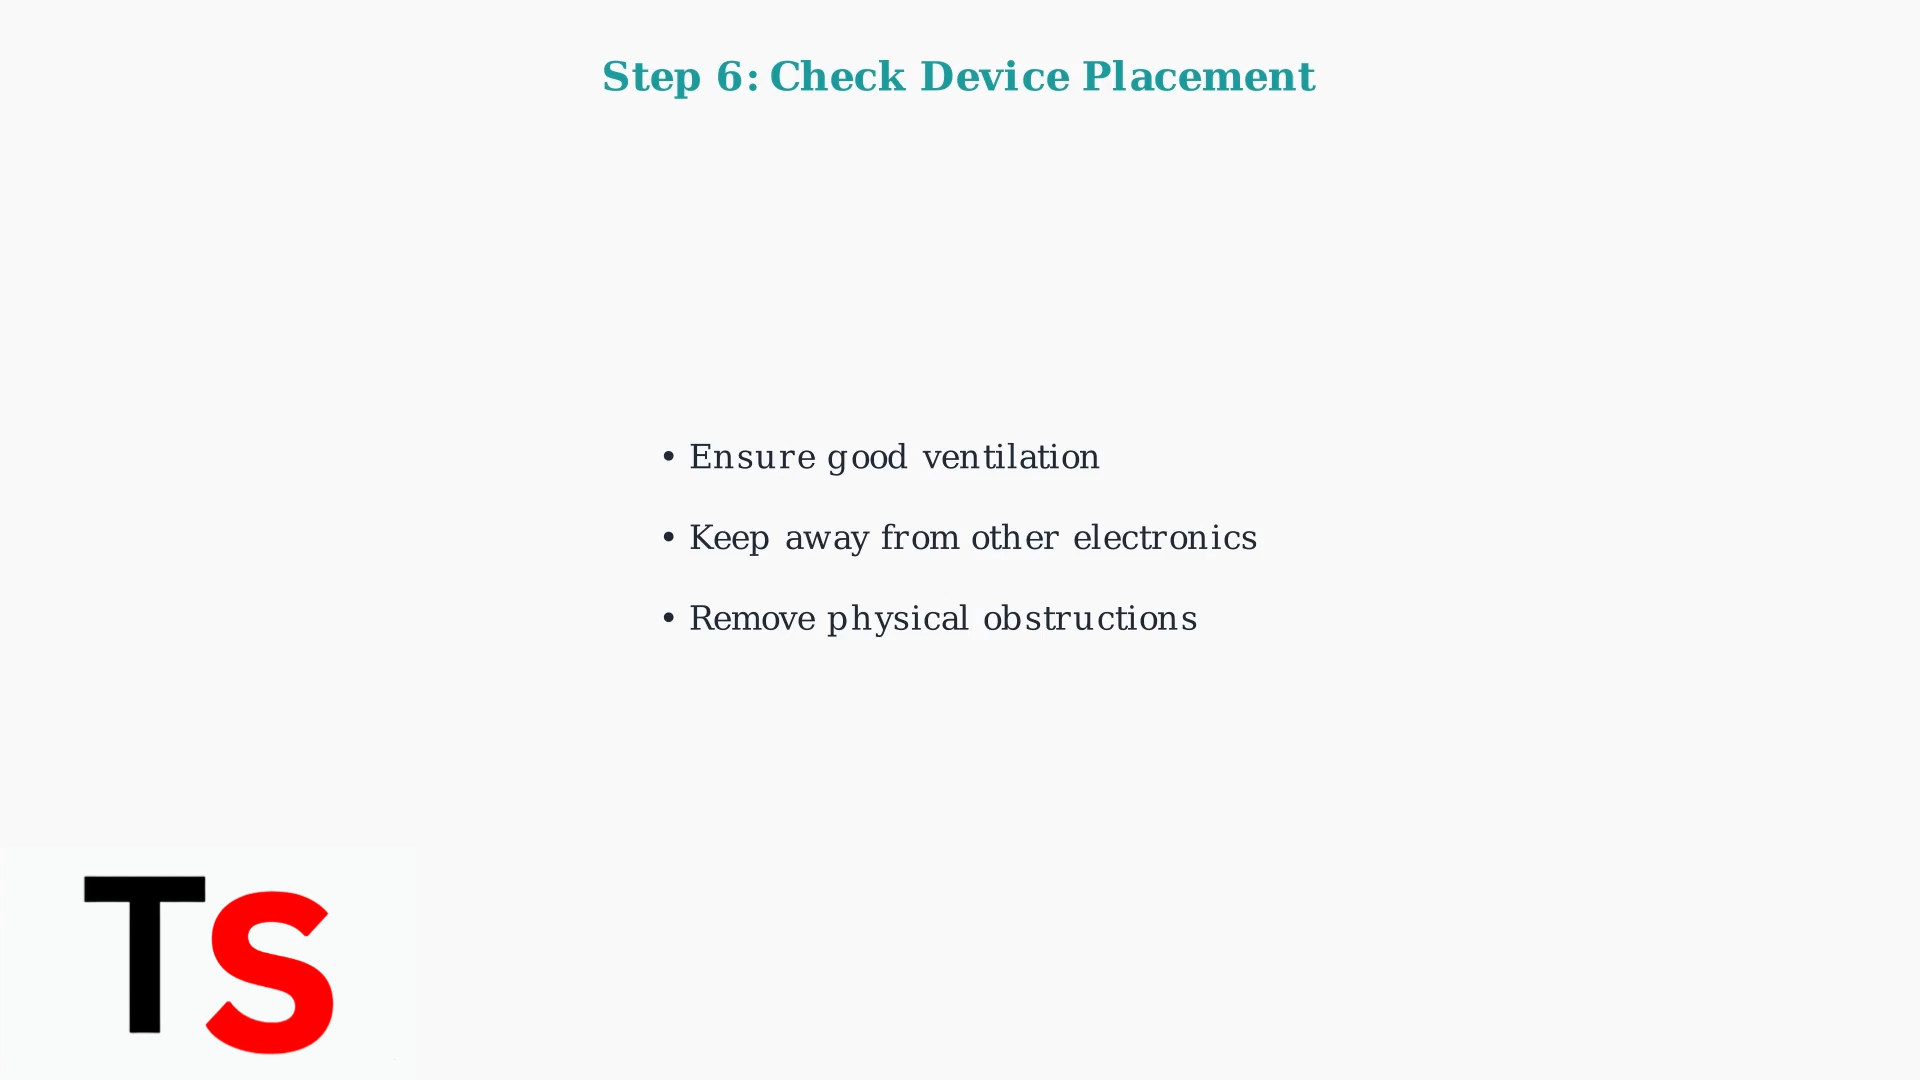 Step 6: Check Device Placement
• Ensure good ventilation
• Keep away from other electronics
• Remove physical obstructions
TS